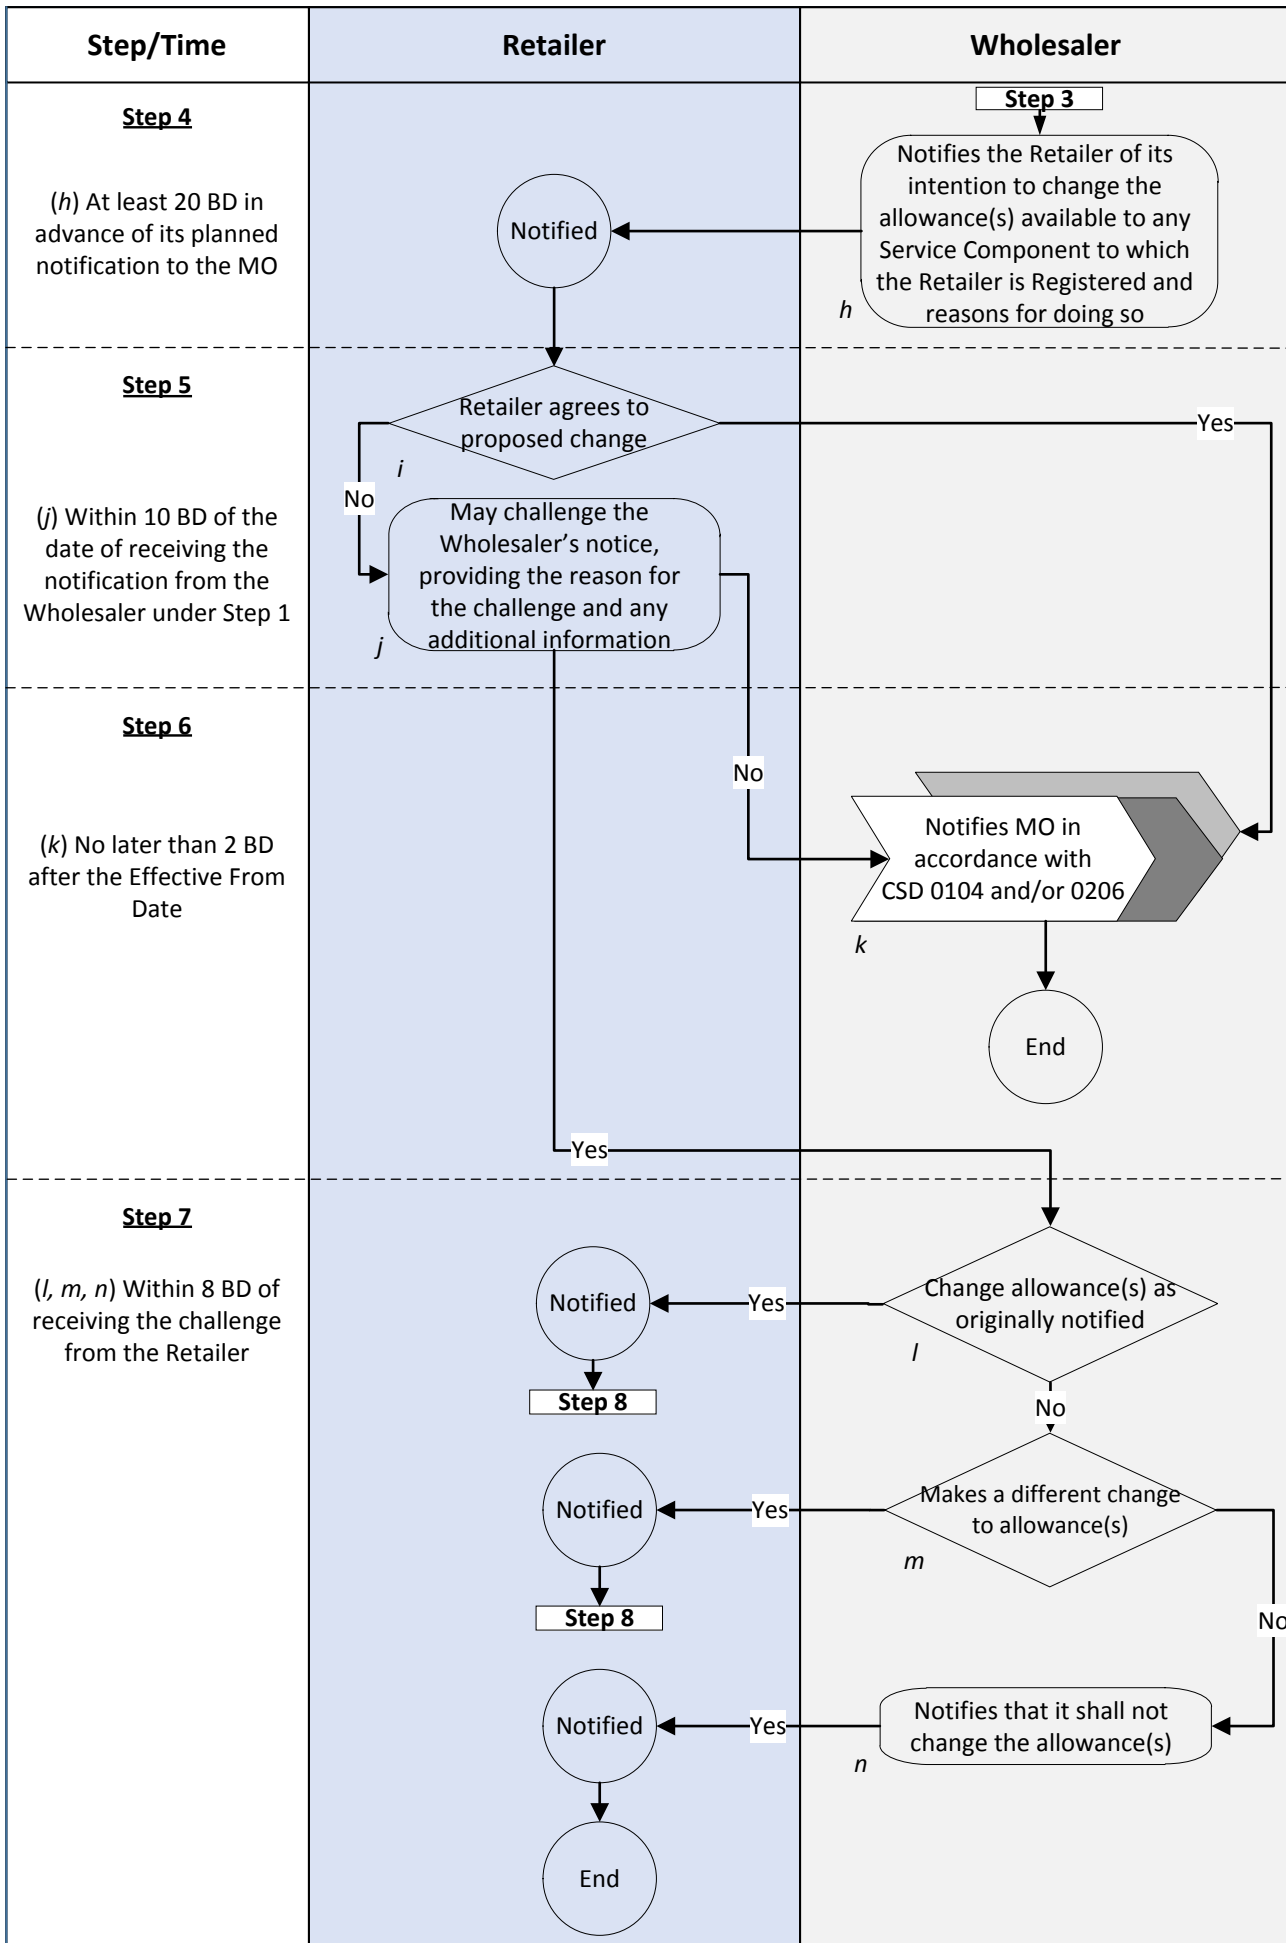 Step/Time
Retailer
Wholesaler
Step 4
(h) At least 20 BD in
advance of its planned
notification to the MO
Notified
Step 3
Notifies the Retailer of its
intention to change the
allowance(s) available to any
Service Component to which
the Retailer is Registered and
reasons for doing so
h
Step 5
(j) Within 10 BD of the
date of receiving the
notification from the
Wholesaler under Step 1
Retailer agrees to
proposed change
i
Yes
No
May challenge the
Wholesaler’s notice,
providing the reason for
the challenge and any
additional information
j
Step 6
(k) No later than 2 BD
after the Effective From
Date
No
Notifies MO in
accordance with
CSD 0104 and/or 0206
k
End
Yes
Step 7
(l, m, n) Within 8 BD of
receiving the challenge
from the Retailer
Change allowance(s) as
originally notified
l
Yes
Notified
Step 8
No
Makes a different change
to allowance(s)
m
Yes
Notified
Step 8
No
Notifies that it shall not
change the allowance(s)
n
Yes
Notified
End